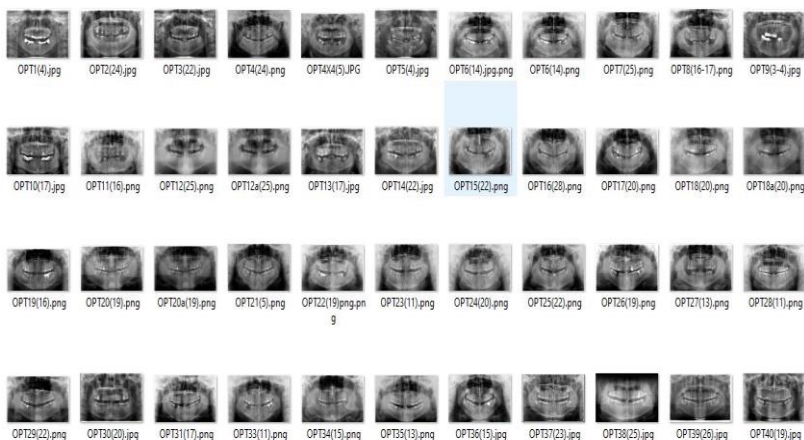 OPT1(4).jpg OPT2(24).jpg OPT3(22).jpg OPT4(24).png OPT4X4(5).JPG OPT5(4).jpg OPT6(14).jpg.png OPT6(14).png OPT7(25).png OPT8(16-17).png OPT9(3-4).jpg
OPT10(17).jpg OPT11(16).png OPT12(25).png OPT12a(25).png OPT13(17).jpg OPT14(22).jpg OPT15(22).png OPT16(28).png OPT17(20).png OPT18(20).png OPT18a(20).png
OPT19(16).png OPT20(19).png OPT20a(19).png OPT21(5).png OPT22(19)png.pn OPT23(11).png OPT24(20).png OPT25(22).png OPT26(19).png OPT27(13).png OPT28(11).png
g
OPT29(22).png OPT30(20).jpg OPT31(17).png OPT33(11).png OPT34(15).png OPT35(13).png OPT36(15).jpg OPT37(23).jpg OPT38(25).jpg OPT39(26).jpg OPT40(19).jpg